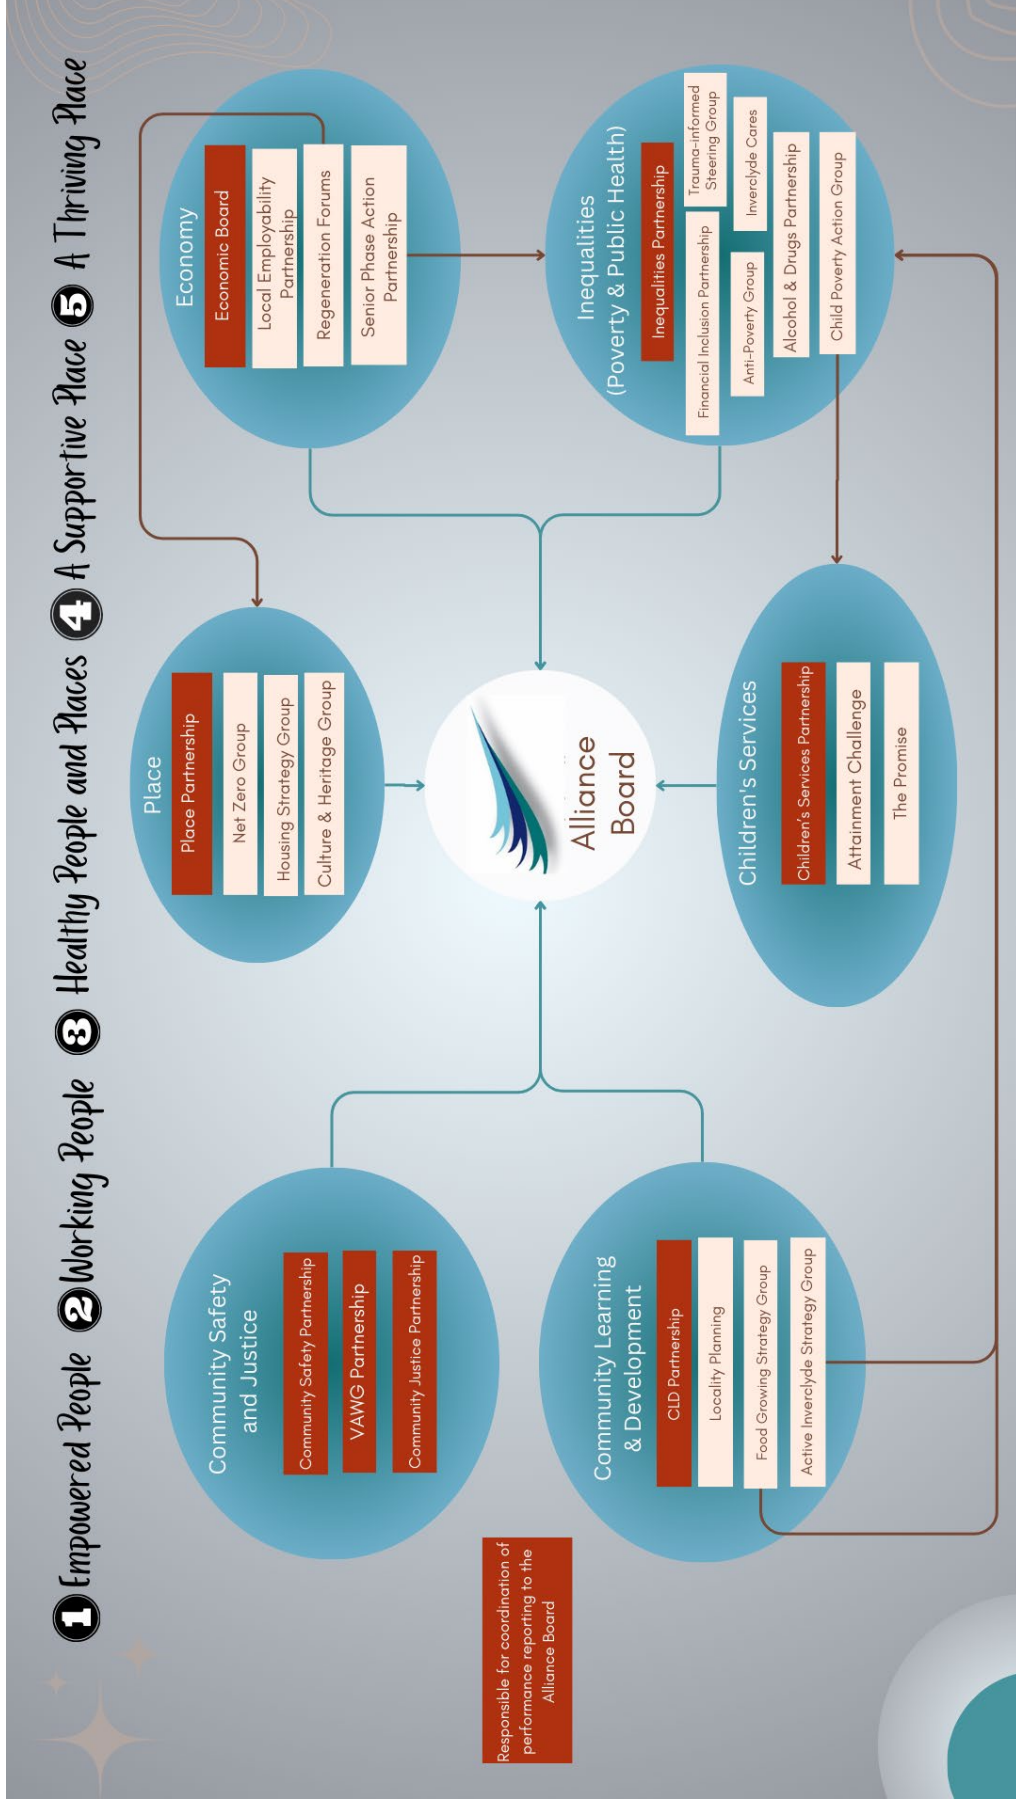 1 Empowered People 2 Working People 3 Healthy People and Places 4 A Supportive Place 5 A Thriving Place
Community Safety
and Justice
Community Safety Partnership
VAWG Partnership
Community Justice Partnership
Place
Place Partnership
Net Zero Group
Housing Strategy Group
Culture & Heritage Group
Economy
Economic Board
Local Employability
Partnership
Regeneration Forums
Senior Phase Action
Partnership
Alliance
Board
Responsible for coordination of
performance reporting to the
Alliance Board
Community Learning
& Development
CLD Partnership
Locality Planning
Food Growing Strategy Group
Active Inverclyde Strategy Group
Children's Services
Children’s Services Partnership
Attainment Challenge
The Promise
Inequalities
(Poverty & Public Health)
Inequalities Partnership
Financial Inclusion Partnership
Trauma-informed
Steering Group
Anti-Poverty Group
Inverclyde Cares
Alcohol & Drugs Partnership
Child Poverty Action Group